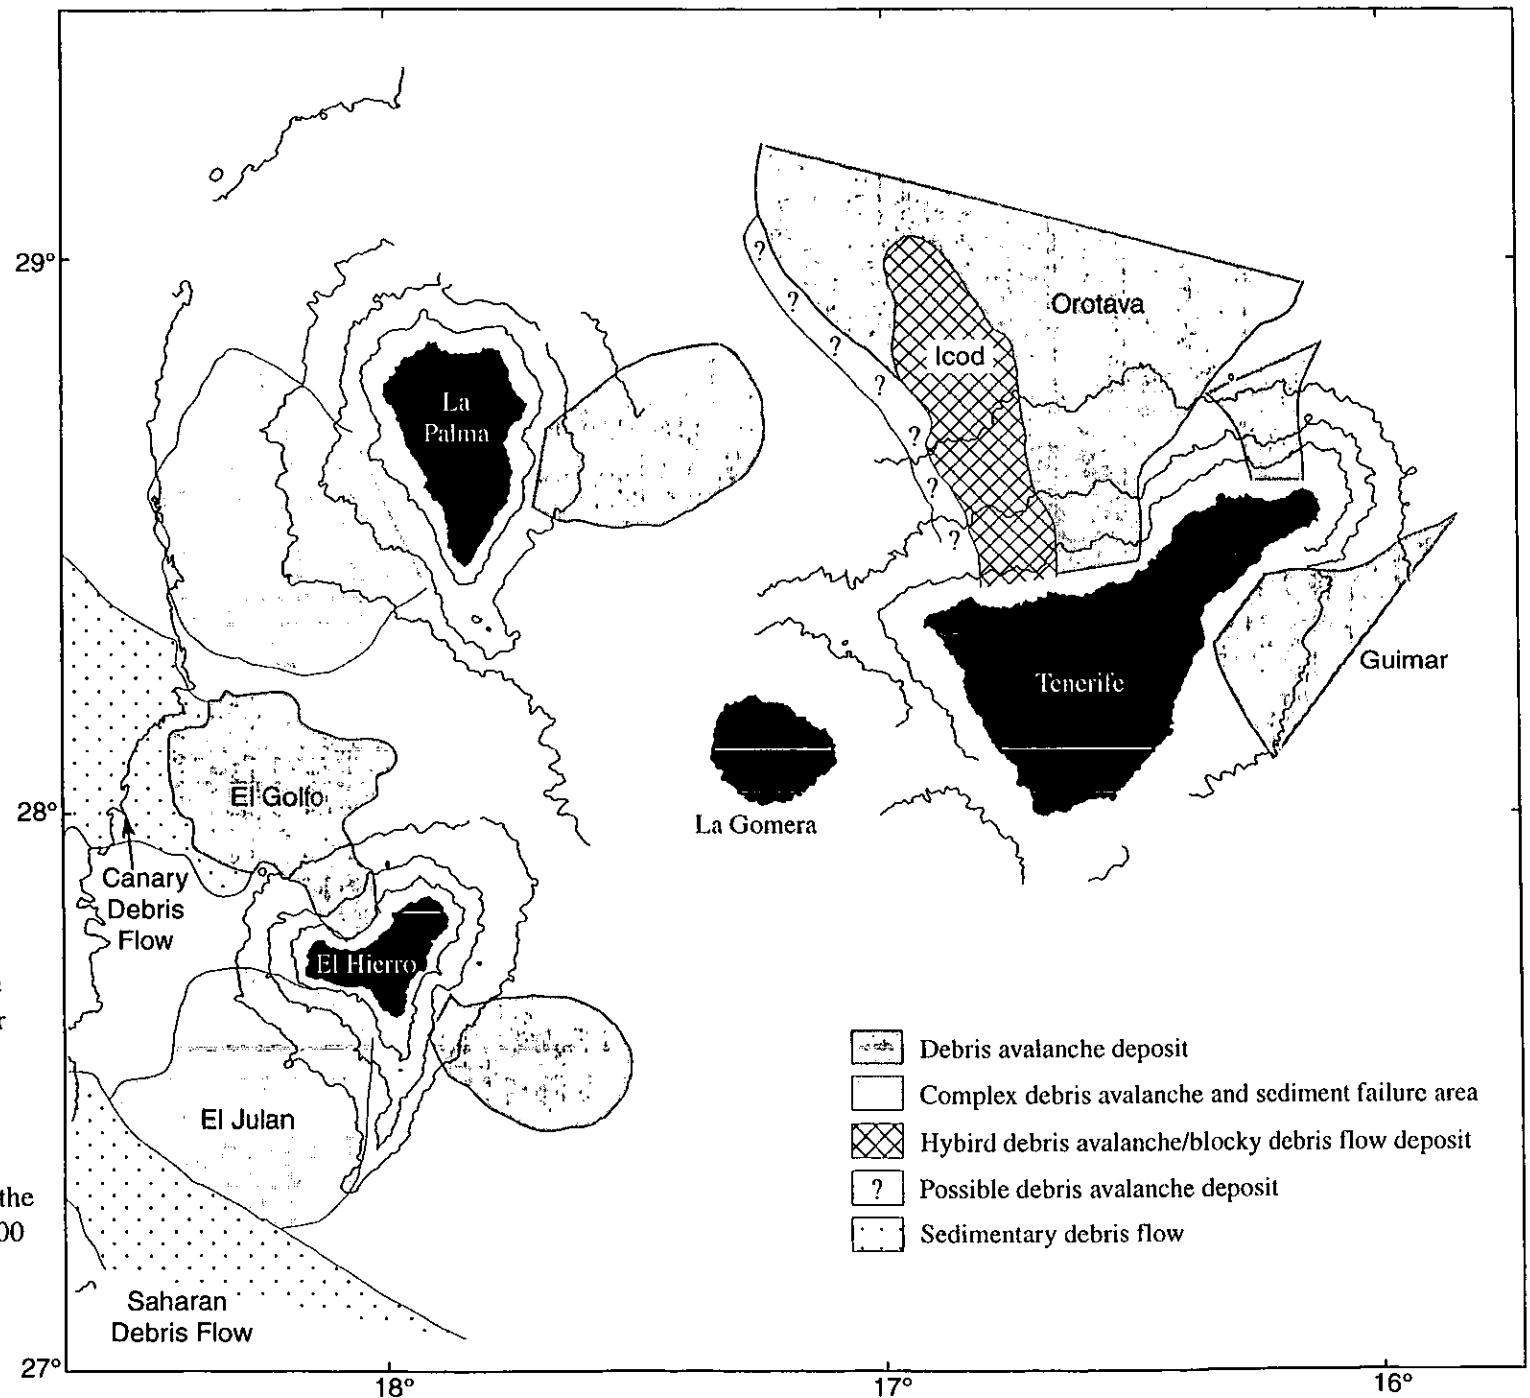 29°
28°
27°
18°
17°
16°
La
Palma
Orotava
Icod
Tenerife
Guimar
La Gomera
El Golfo
Canary
Debris
Flow
El Hierro
El Julan
Saharan
Debris Flow
Debris avalanche deposit
Complex debris avalanche and sediment failure area
Hybird debris avalanche/blocky debris flow deposit
? Possible debris avalanche deposit
Sedimentary debris flow
?
?
?
?
?
?
?
r
the
00